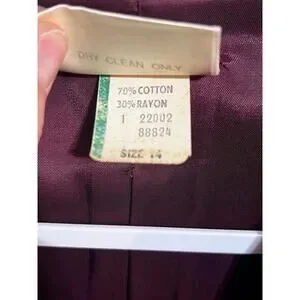 DRY CLEAN ONLY
70% COTTON
30% RAYON
1 22002
88824
SIZE 14